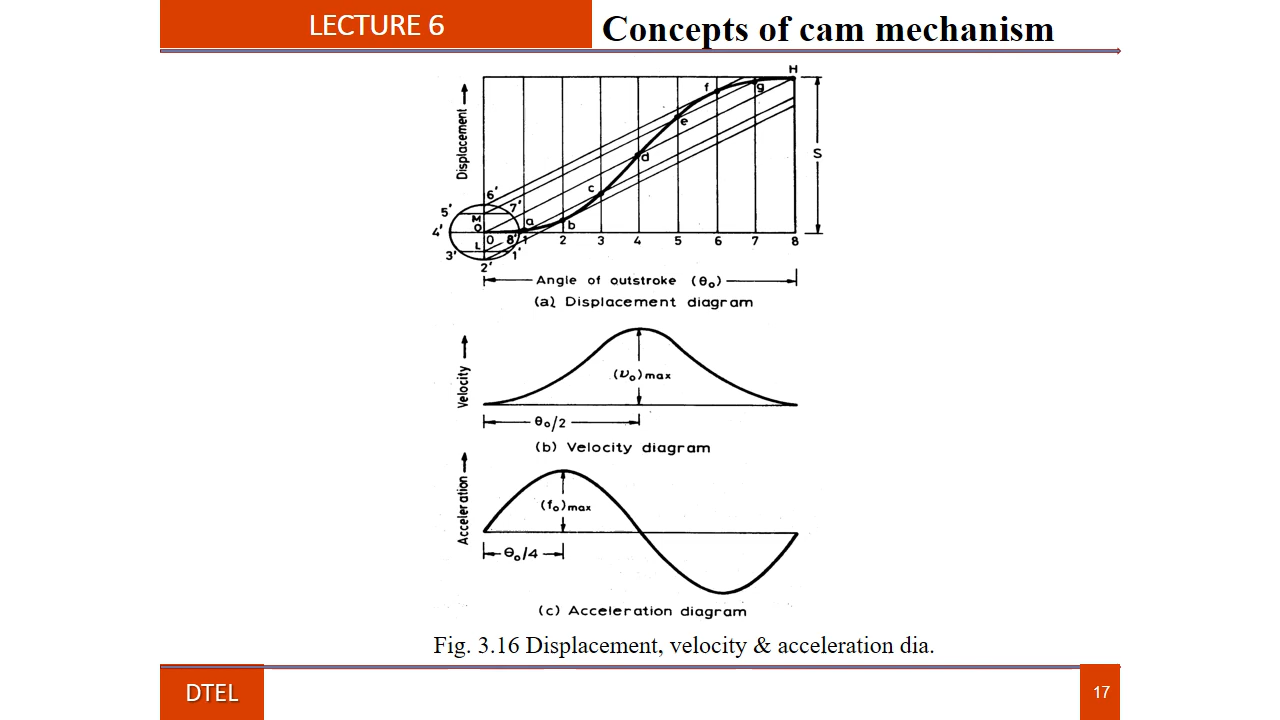 LECTURE 6
Concepts of cam mechanism
H
Displacement
f
g
e
S
d
c
6'
5'
7'
M
a
4'
O
b
0 8' 1 2 3 4 5 6 7 8
L
3'
1'
2'
Angle of outstroke (θo)
(a) Displacement diagram
Velocity
(υo)max
θo/2
(b) Velocity diagram
Acceleration
(fo)max
θo/4
(c) Acceleration diagram
Fig. 3.16 Displacement, velocity & acceleration dia.
DTEL
17